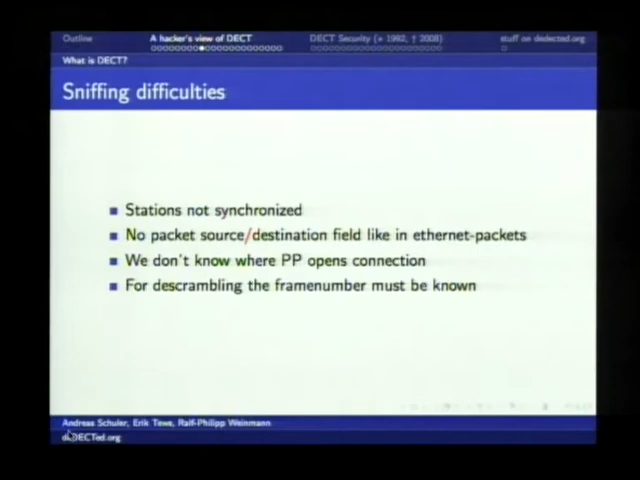 Outline
A hacker's view of DECT
DECT Security (* 1992, † 2008)
stuff on dedected.org
What is DECT?
Sniffing difficulties
Stations not synchronized
No packet source/destination field like in ethernet-packets
We don't know where PP opens connection
For descrambling the framenumber must be known
Andreas Schuler, Erik Tews, Ralf-Philipp Weinmann
deDECTed.org